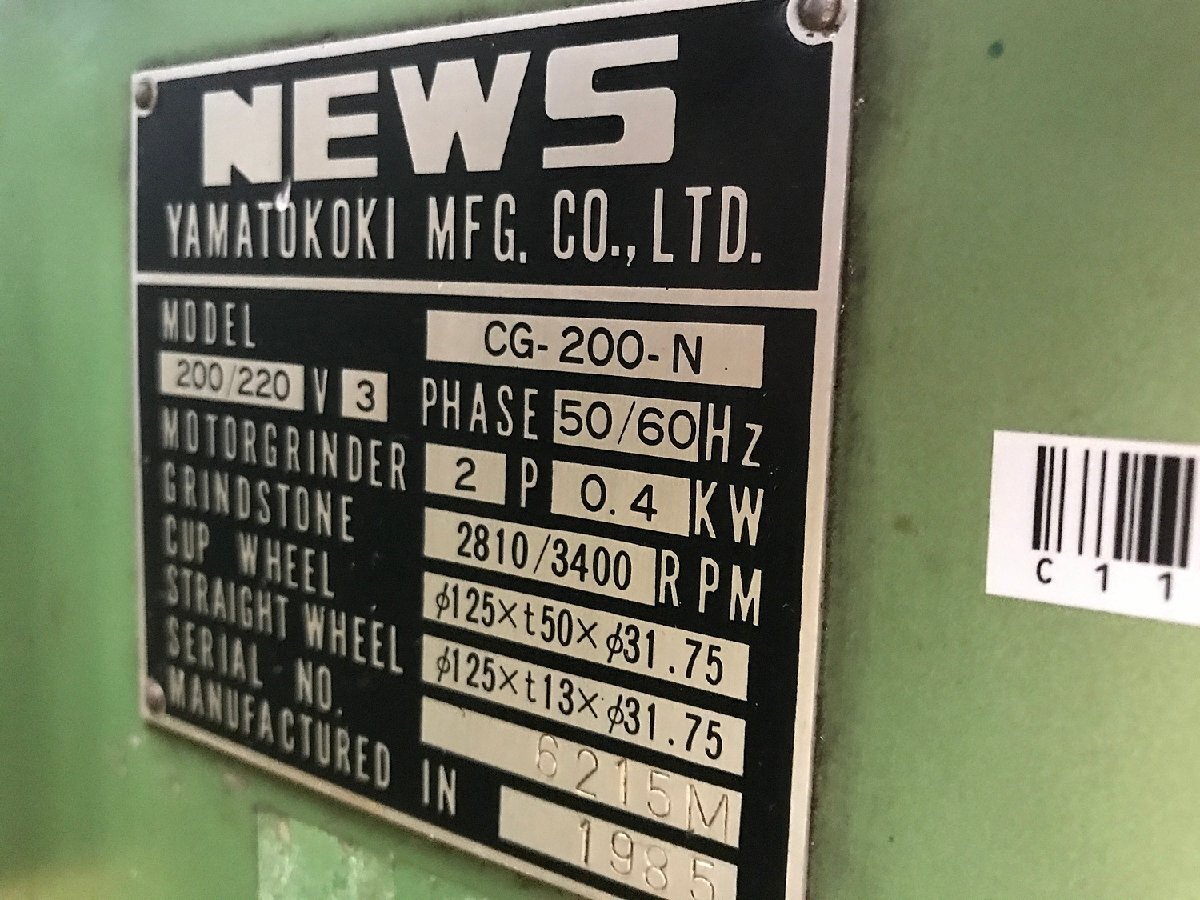 NEWS
YAMATOKOKI MFG. CO., LTD.
MODEL CG-200-N
200/220 V 3 PHASE 50/60 Hz
MOTORGRINDER 2 P 0.4 KW
GRINDSTONE 2810/3400 RPM
CUP WHEEL φ125×t50×φ31.75
STRAIGHT WHEEL φ125×t13×φ31.75
SERIAL NO. 6215M
MANUFACTURED IN 1985
C 1 1